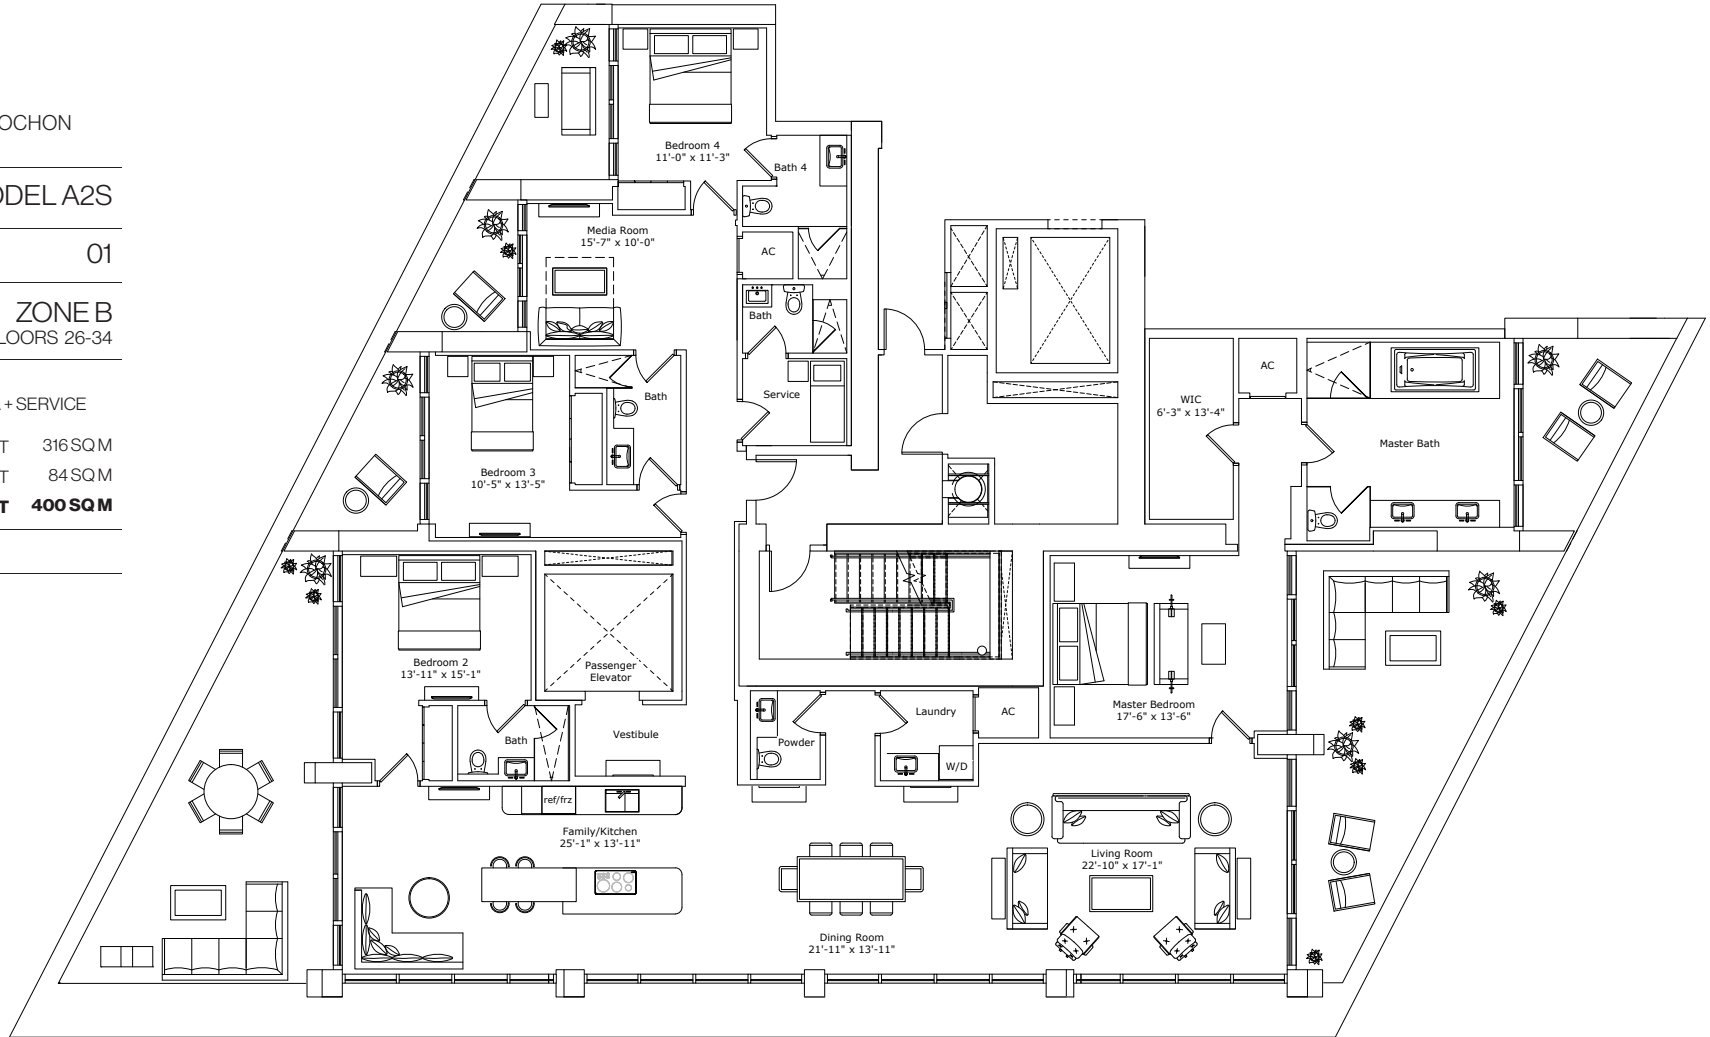 OCHON
ODEL A2S
01
ZONE B
LOORS 26-34
+ SERVICE
T 316 SQ M
T 84 SQ M
T 400 SQ M
Bedroom 4
11'-0" x 11'-3"
Bath 4
Media Room
15'-7" x 10'-0"
AC
Bath
Service
Bath
Bedroom 3
10'-5" x 13'-5"
AC
WIC
6'-3" x 13'-4"
Master Bath
Bedroom 2
13'-11" x 15'-1"
Passenger
Elevator
Bath
Vestibule
Powder
Laundry
AC
W/D
Master Bedroom
17'-6" x 13'-6"
ref/frz
Family/Kitchen
25'-1" x 13'-11"
Dining Room
21'-11" x 13'-11"
Living Room
22'-10" x 17'-1"